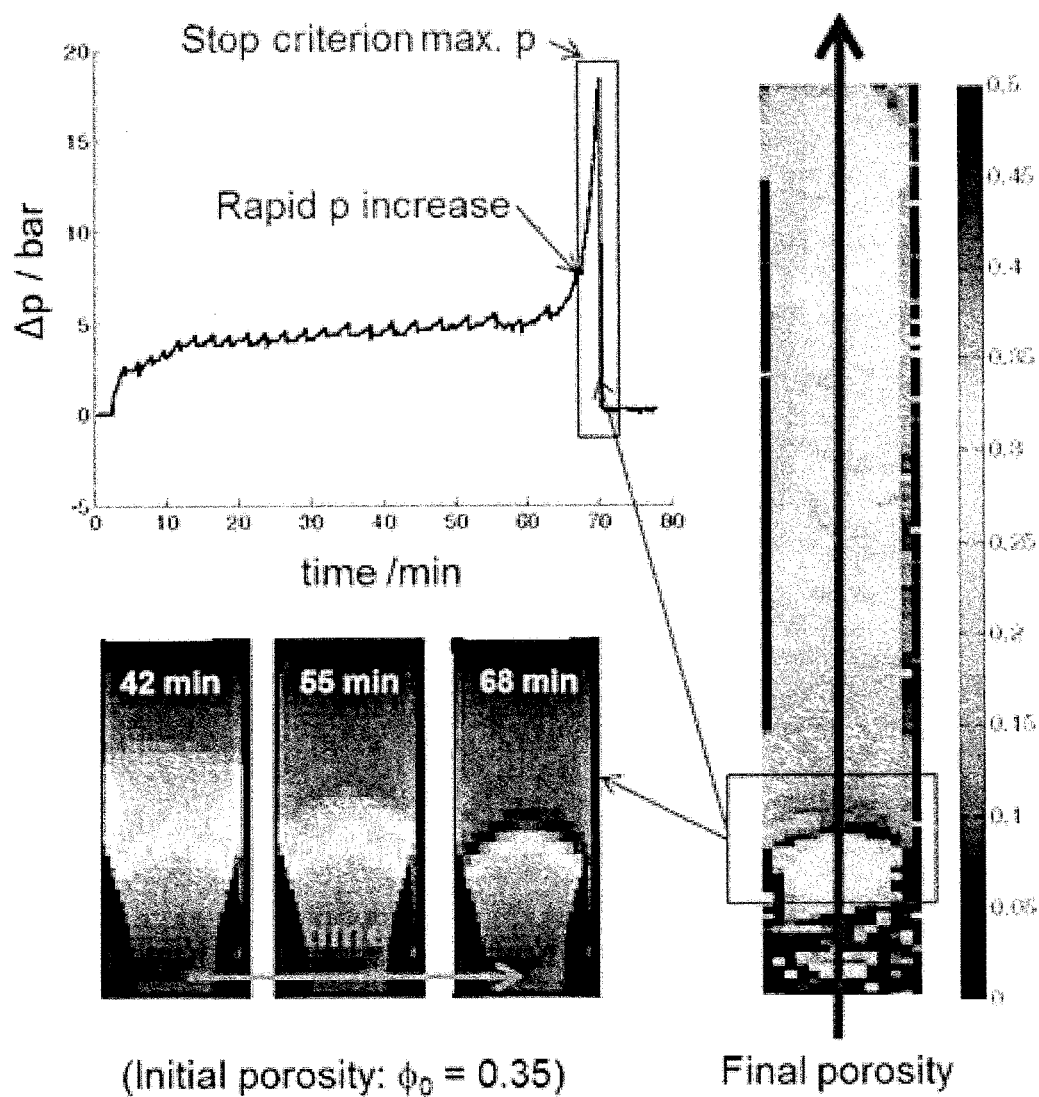 Stop criterion max. p
20
15
Rapid p increase
10
5
0
-5
Δp / bar
0 10 20 30 40 50 60 70 80
time /min
42 min
55 min
68 min
(Initial porosity: ϕ₀ = 0.35)
0.5
0.45
0.4
0.35
0.3
0.25
0.2
0.15
0.1
0.05
0
Final porosity